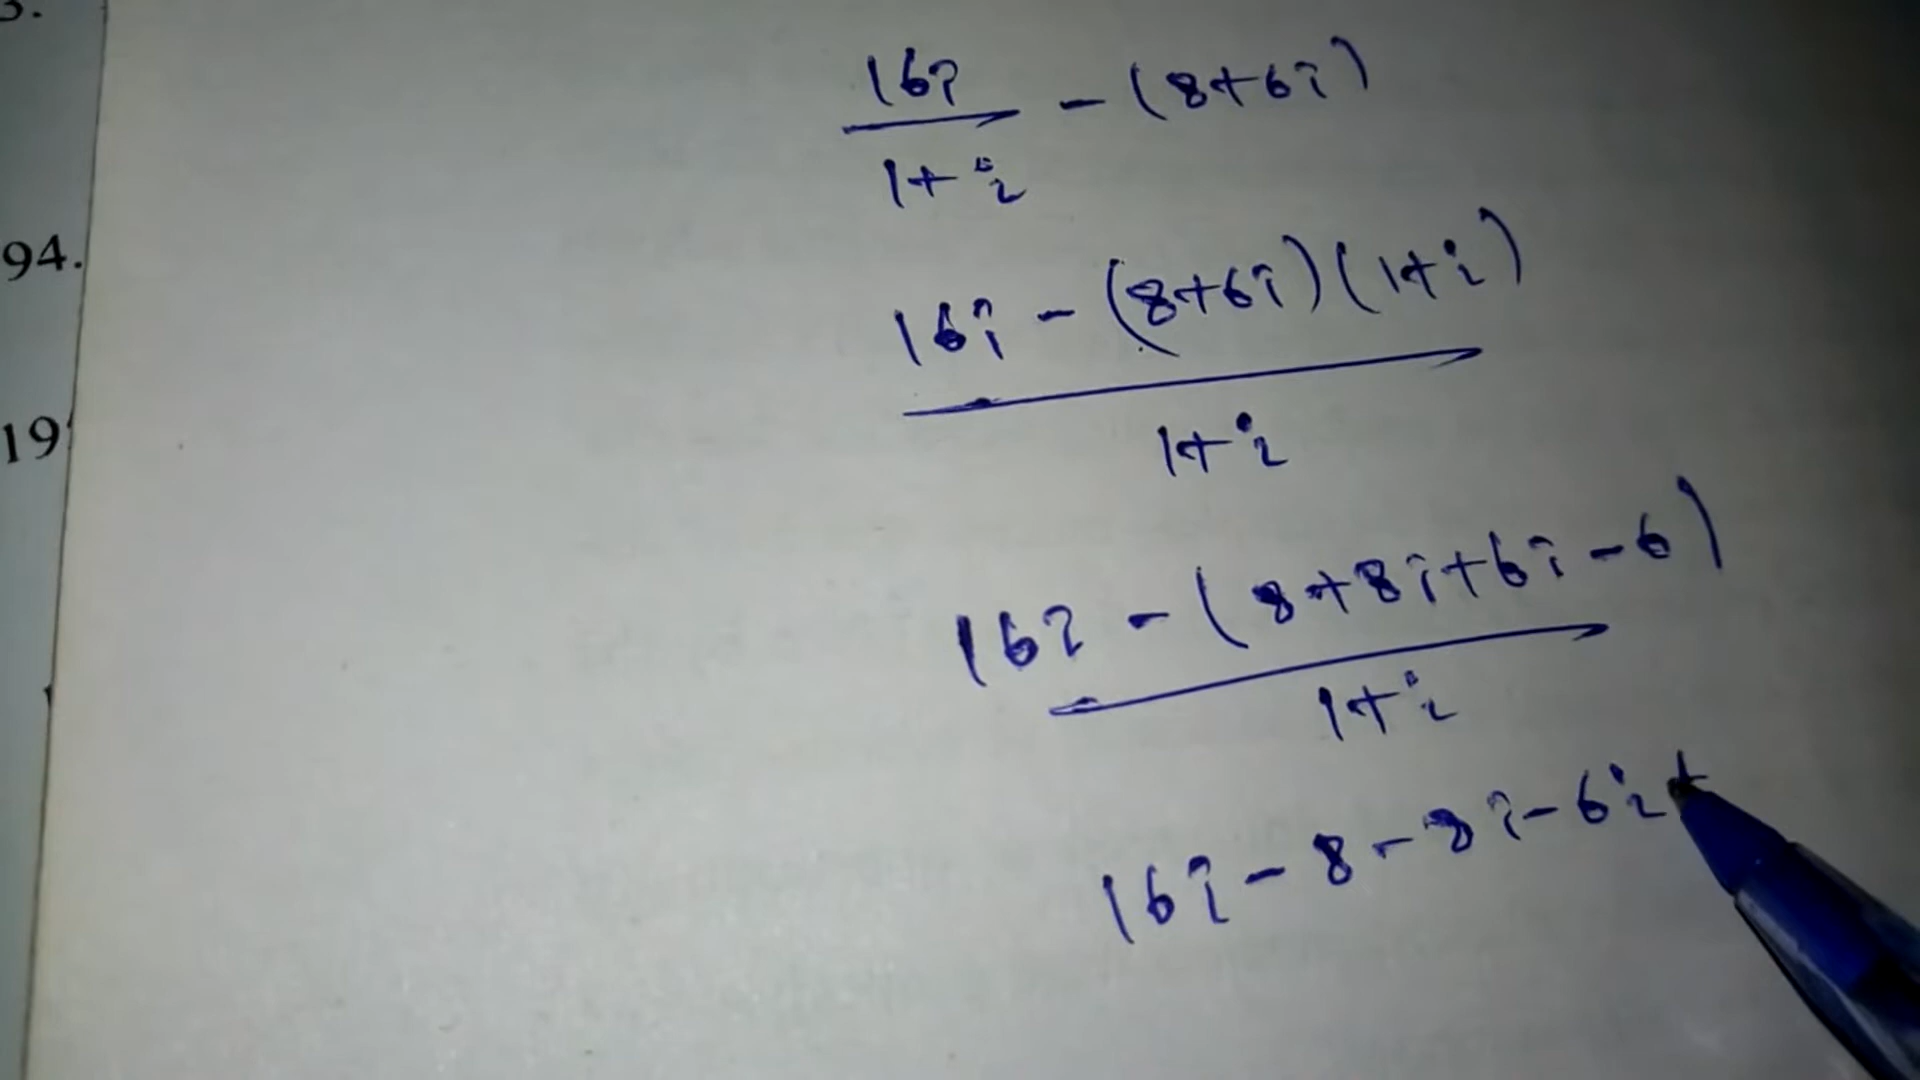 3.
94.
19
16i
— - (8+6i)
1+i
16i - (8+6i)(1+i)
1+i
16i - (8+8i+6i-6)
1+i
16i - 8 - 8i - 6i +